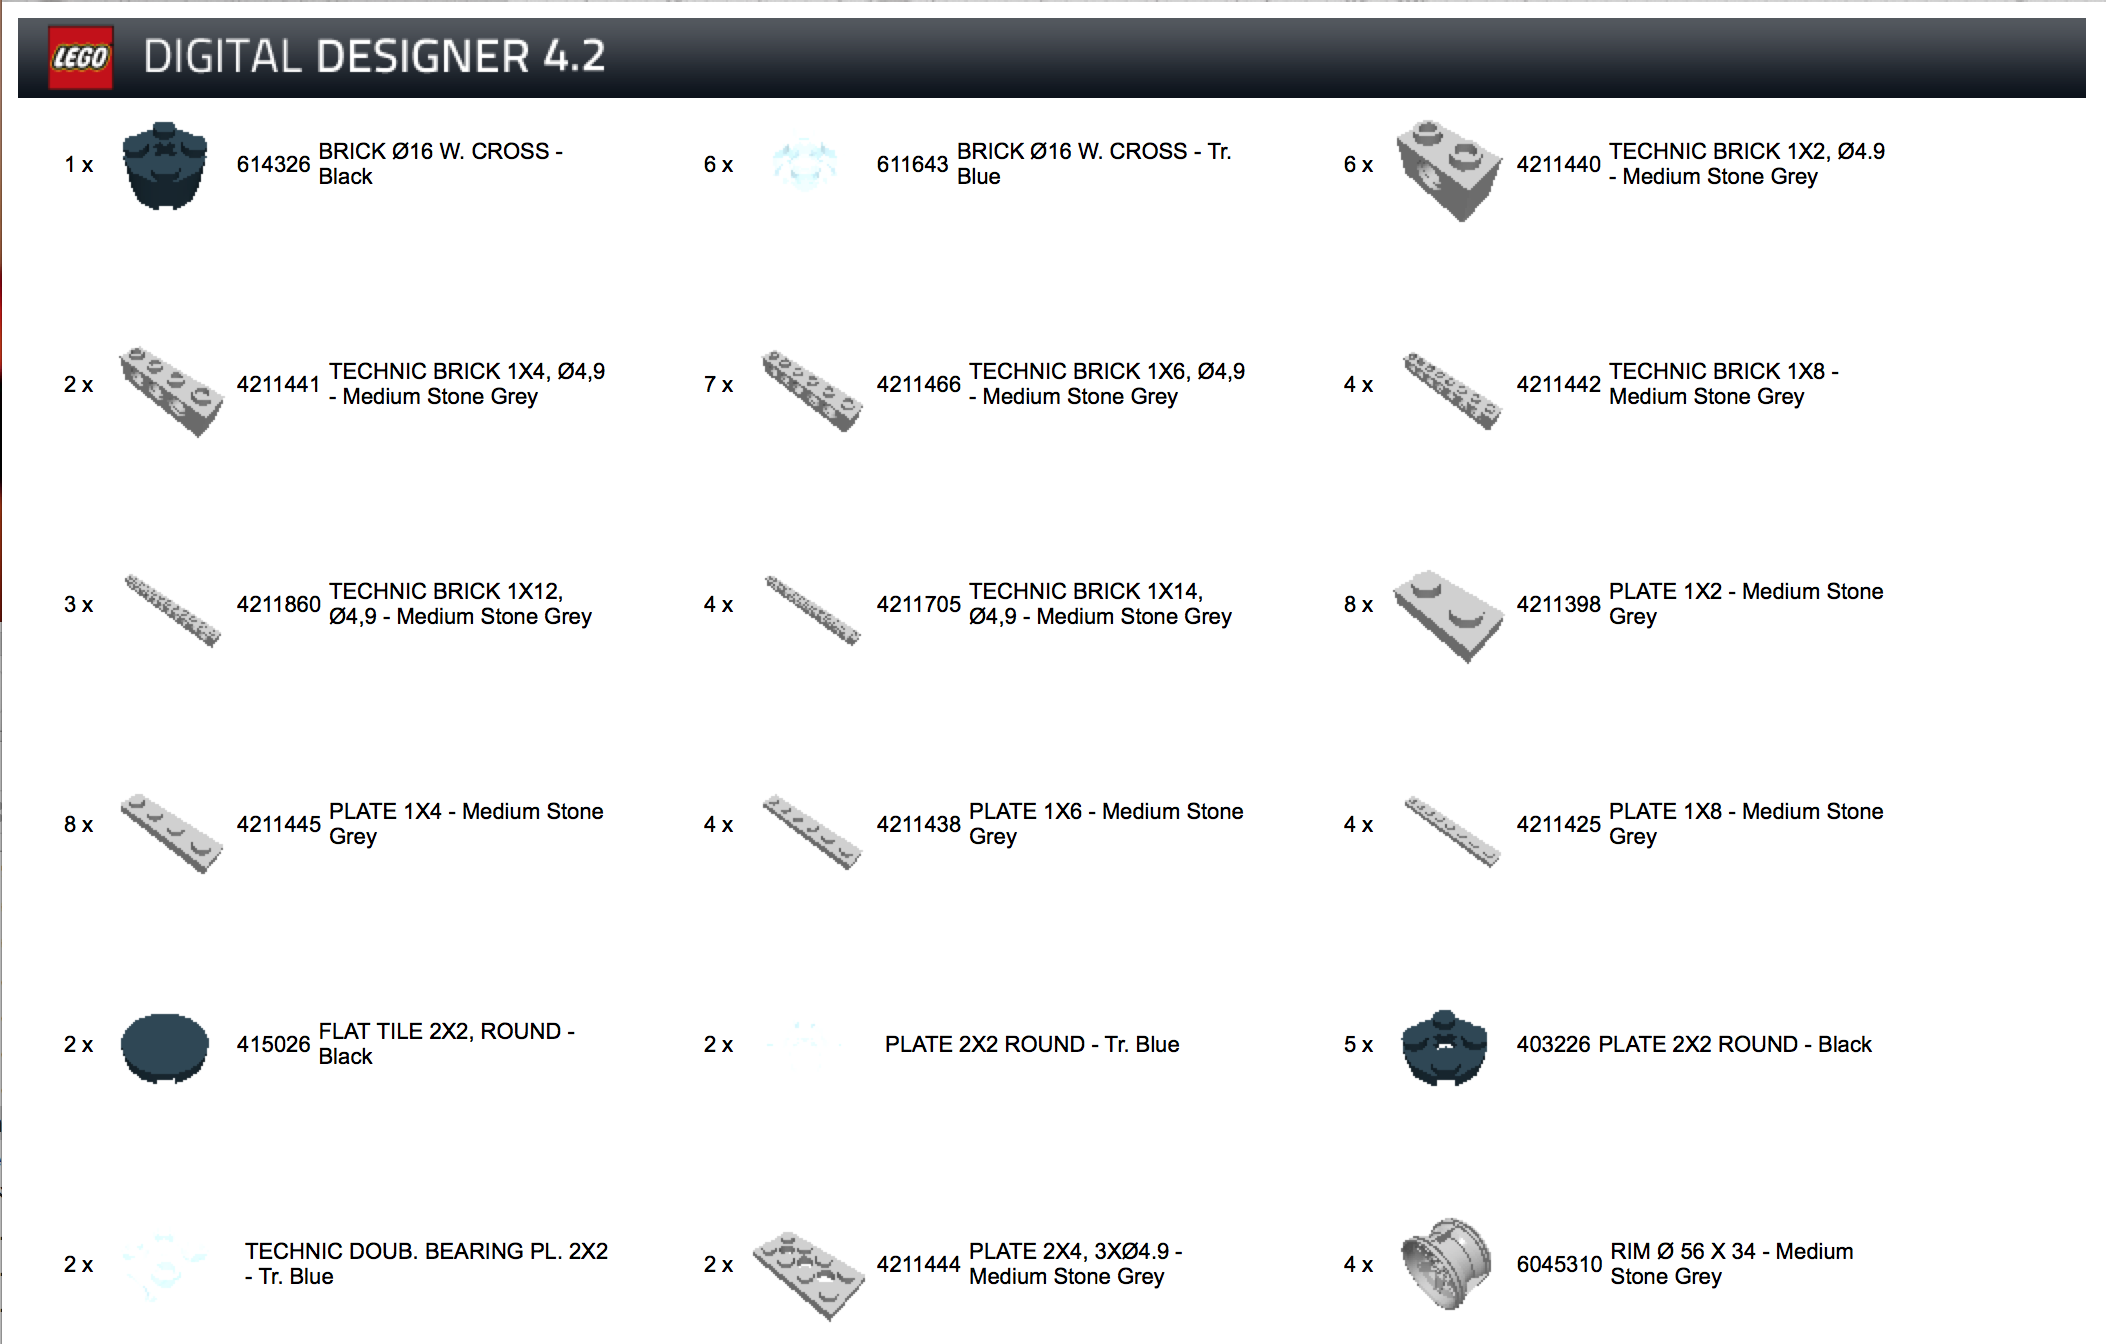 LEGO DIGITAL DESIGNER 4.2
1 x 614326 BRICK Ø16 W. CROSS -
Black
6 x 611643 BRICK Ø16 W. CROSS - Tr.
Blue
6 x 4211440 TECHNIC BRICK 1X2, Ø4.9
- Medium Stone Grey
2 x 4211441 TECHNIC BRICK 1X4, Ø4,9
- Medium Stone Grey
7 x 4211466 TECHNIC BRICK 1X6, Ø4,9
- Medium Stone Grey
4 x 4211442 TECHNIC BRICK 1X8 -
Medium Stone Grey
3 x 4211860 TECHNIC BRICK 1X12,
Ø4,9 - Medium Stone Grey
4 x 4211705 TECHNIC BRICK 1X14,
Ø4,9 - Medium Stone Grey
8 x 4211398 PLATE 1X2 - Medium Stone
Grey
8 x 4211445 PLATE 1X4 - Medium Stone
Grey
4 x 4211438 PLATE 1X6 - Medium Stone
Grey
4 x 4211425 PLATE 1X8 - Medium Stone
Grey
2 x 415026 FLAT TILE 2X2, ROUND -
Black
2 x PLATE 2X2 ROUND - Tr. Blue
5 x 403226 PLATE 2X2 ROUND - Black
2 x TECHNIC DOUB. BEARING PL. 2X2
- Tr. Blue
2 x 4211444 PLATE 2X4, 3XØ4.9 -
Medium Stone Grey
4 x 6045310 RIM Ø 56 X 34 - Medium
Stone Grey